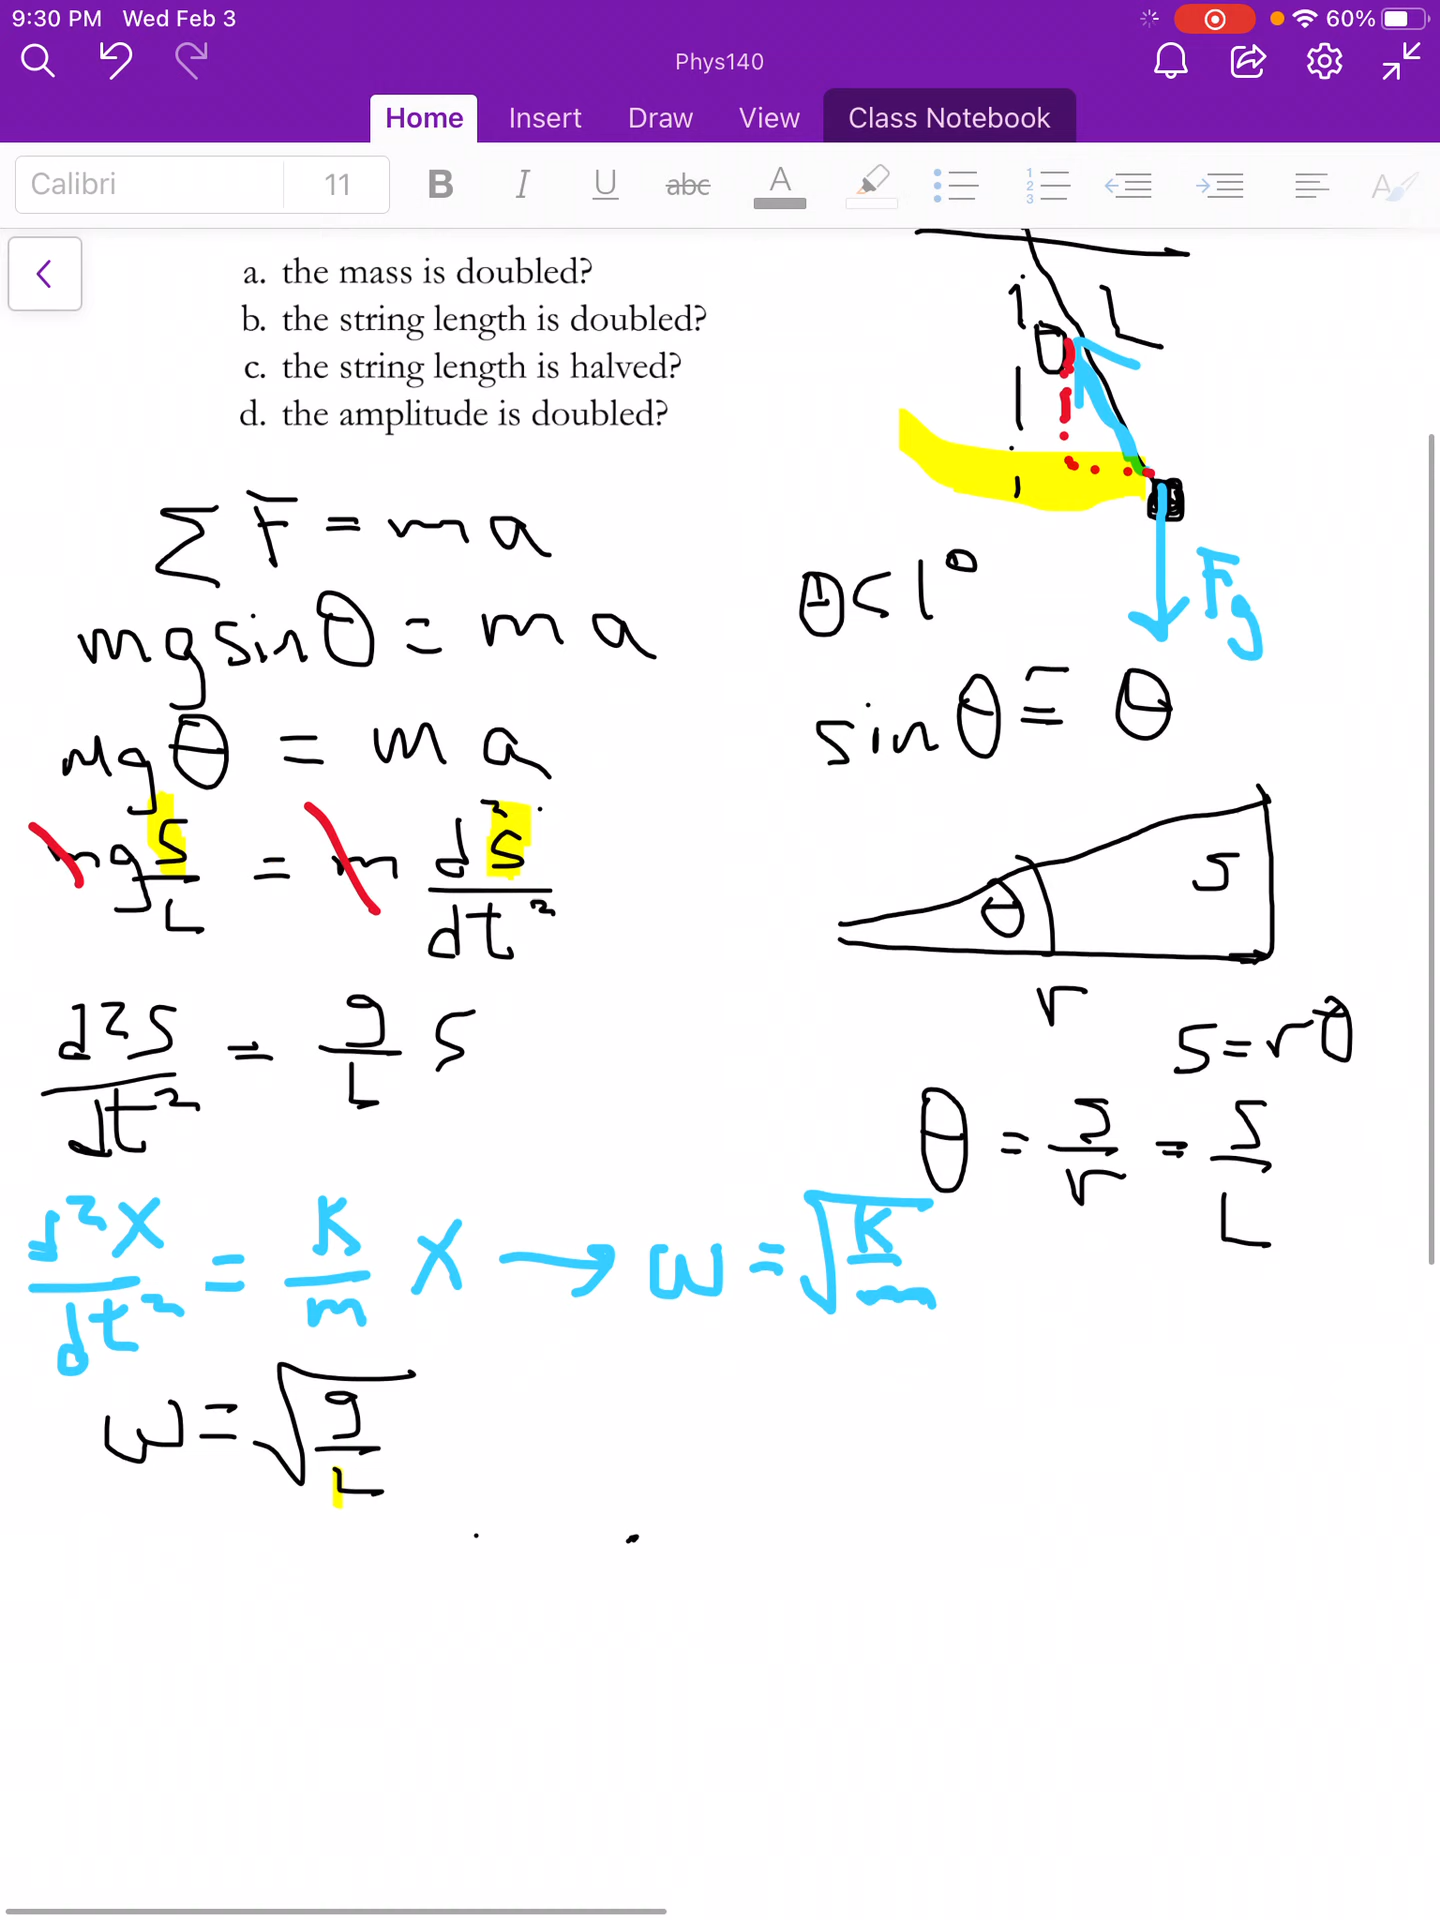 9:30 PM Wed Feb 3
60%
Phys140
Home Insert Draw View Class Notebook
Calibri 11 B I U abc A
a. the mass is doubled?
b. the string length is doubled?
c. the string length is halved?
d. the amplitude is doubled?
L
θ
Fg
ΣF = ma
mg sinθ = ma
mgθ = ma
mg S/L = m d²S/dt²
d²S/dt² = g/L S
d²x/dt² = K/m x → ω = √(K/m)
ω = √(g/L)
θ < 1°
sinθ ≅ θ
θ
S
r
S = rθ
θ = S/r = S/L